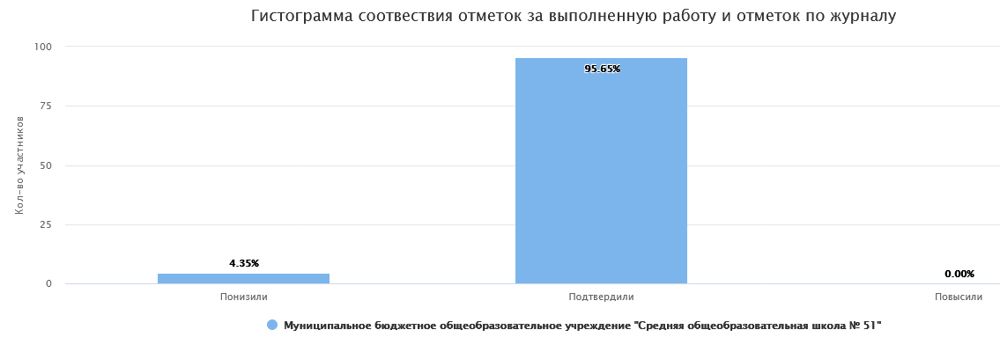 Гистограмма соотвествия отметок за выполненную работу и отметок по журналу
100
75
50
25
0
Кол-во участников
4.35%
95.65%
0.00%
Понизили
Подтвердили
Повысили
Муниципальное бюджетное общеобразовательное учреждение "Средняя общеобразовательная школа № 51"